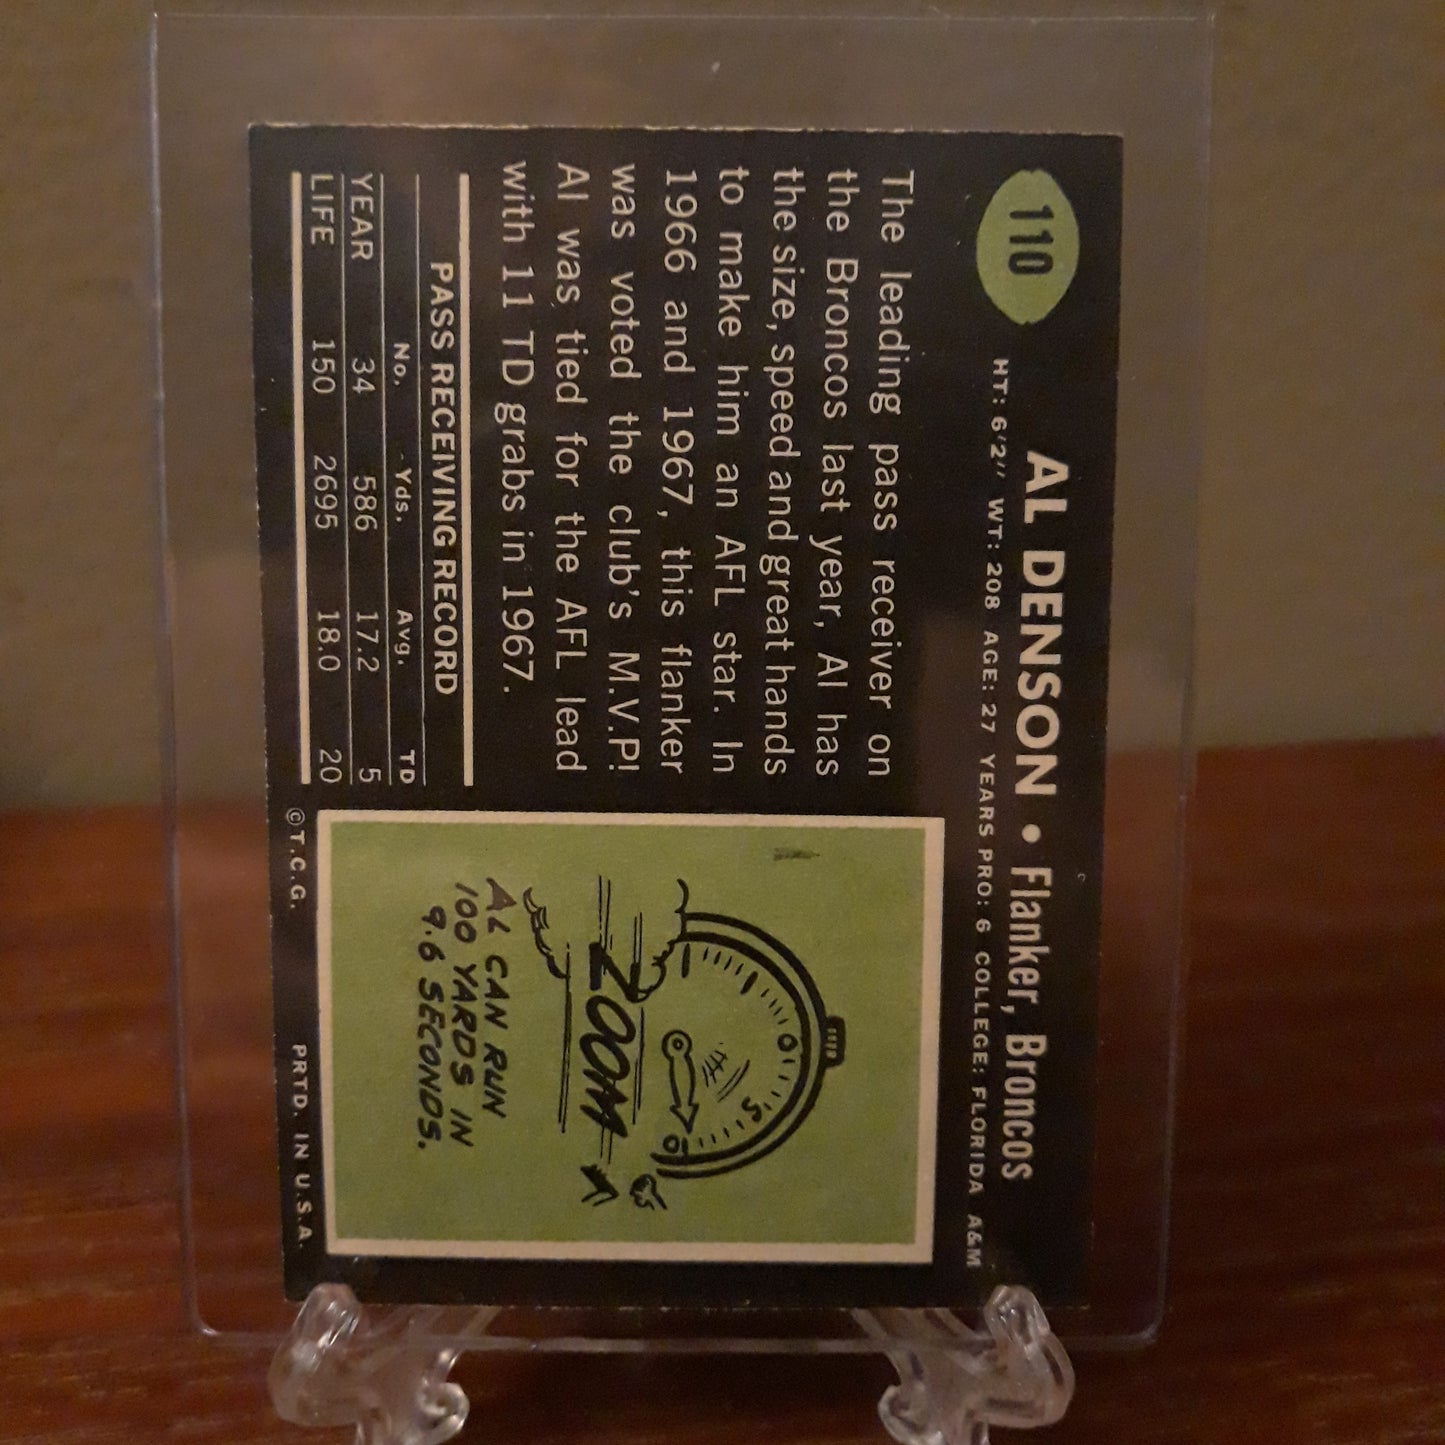 110
AL DENSON • Flanker, Broncos
HT: 6'2" WT: 208 AGE: 27 YEARS PRO: 6 COLLEGE: FLORIDA A&M
The leading pass receiver on
the Broncos last year, Al has
the size, speed and great hands
to make him an AFL star. In
1966 and 1967, this flanker
was voted the club's M.V.P!
Al was tied for the AFL lead
with 11 TD grabs in 1967.
PASS RECEIVING RECORD
No. Yds. Avg. TD
YEAR 34 586 17.2 5
LIFE 150 2695 18.0 20
0 5 10
ZOOM
AL CAN RUN
100 YARDS IN
9.6 SECONDS.
©T.C.G. PRTD. IN U.S.A.